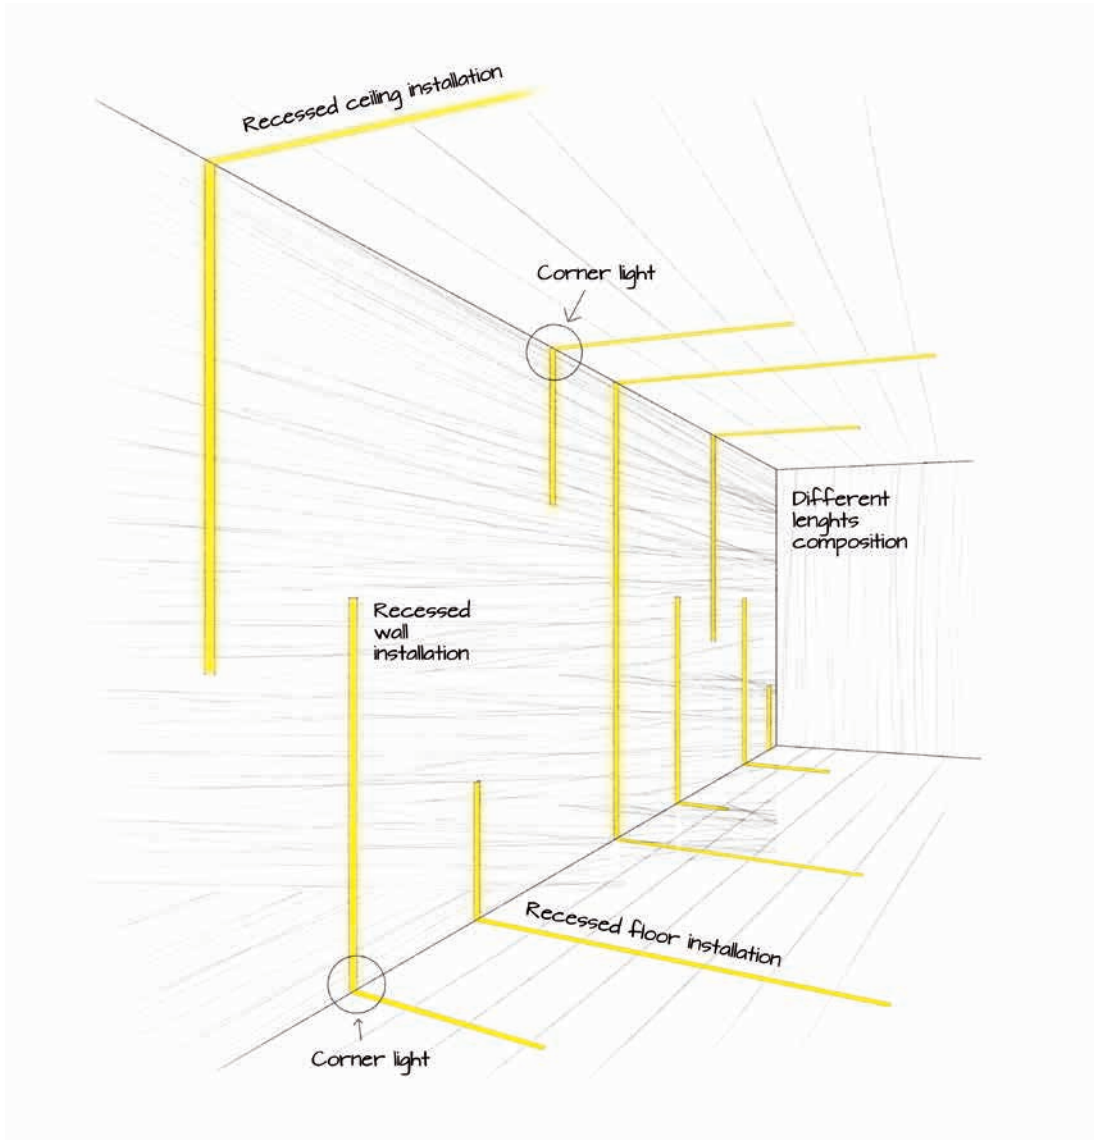 Recessed ceiling installation
Corner light
Different
lenghts
composition
Recessed
wall
installation
Recessed floor installation
Corner light